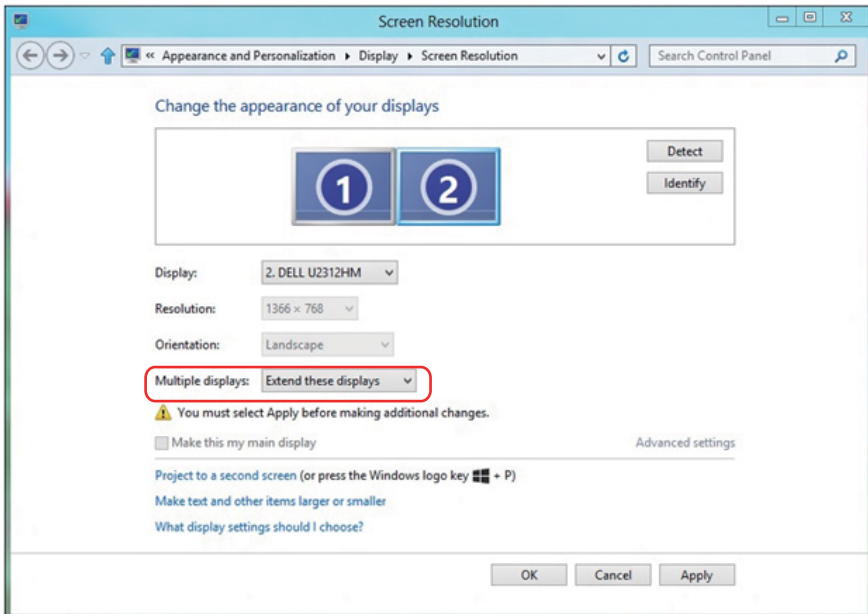 Screen Resolution
« Appearance and Personalization ▸ Display ▸ Screen Resolution Search Control Panel
Change the appearance of your displays
1 2
Detect
Identify
Display: 2. DELL U2312HM
Resolution: 1366 × 768
Orientation: Landscape
Multiple displays: Extend these displays
You must select Apply before making additional changes.
Make this my main display Advanced settings
Project to a second screen (or press the Windows logo key + P)
Make text and other items larger or smaller
What display settings should I choose?
OK Cancel Apply